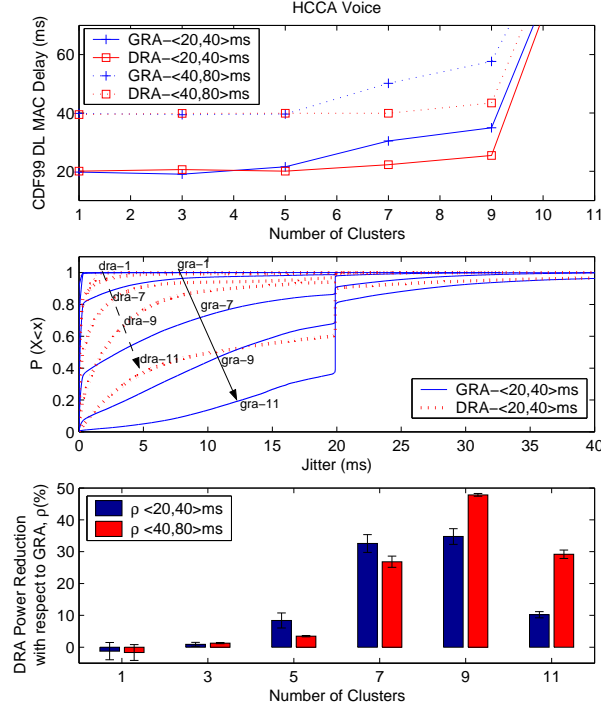 HCCA Voice
CDF99 DL MAC Delay (ms)
60
40
20
GRA−<20,40>ms
DRA−<20,40>ms
GRA−<40,80>ms
DRA−<40,80>ms
1 2 3 4 5 6 7 8 9 10 11
Number of Clusters
P (X<x)
1
0.8
0.6
0.4
0.2
0
dra−1
gra−1
dra−7
gra−7
dra−9
dra−11
gra−9
gra−11
GRA−<20,40>ms
DRA−<20,40>ms
0 5 10 15 20 25 30 35 40
Jitter (ms)
DRA Power Reduction
with respect to GRA, ρ(%)
50
40
30
20
10
0
ρ <20,40>ms
ρ <40,80>ms
1 3 5 7 9 11
Number of Clusters